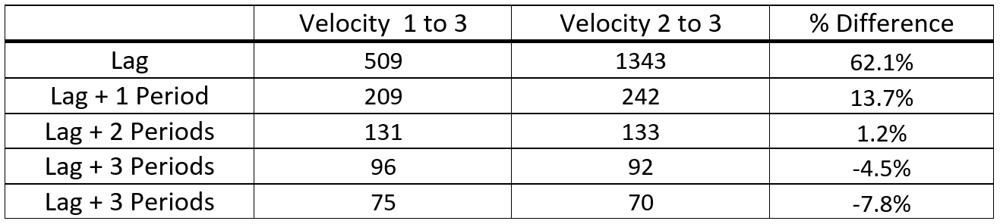 Velocity 1 to 3 Velocity 2 to 3 % Difference
Lag 509 1343 62.1%
Lag + 1 Period 209 242 13.7%
Lag + 2 Periods 131 133 1.2%
Lag + 3 Periods 96 92 -4.5%
Lag + 3 Periods 75 70 -7.8%